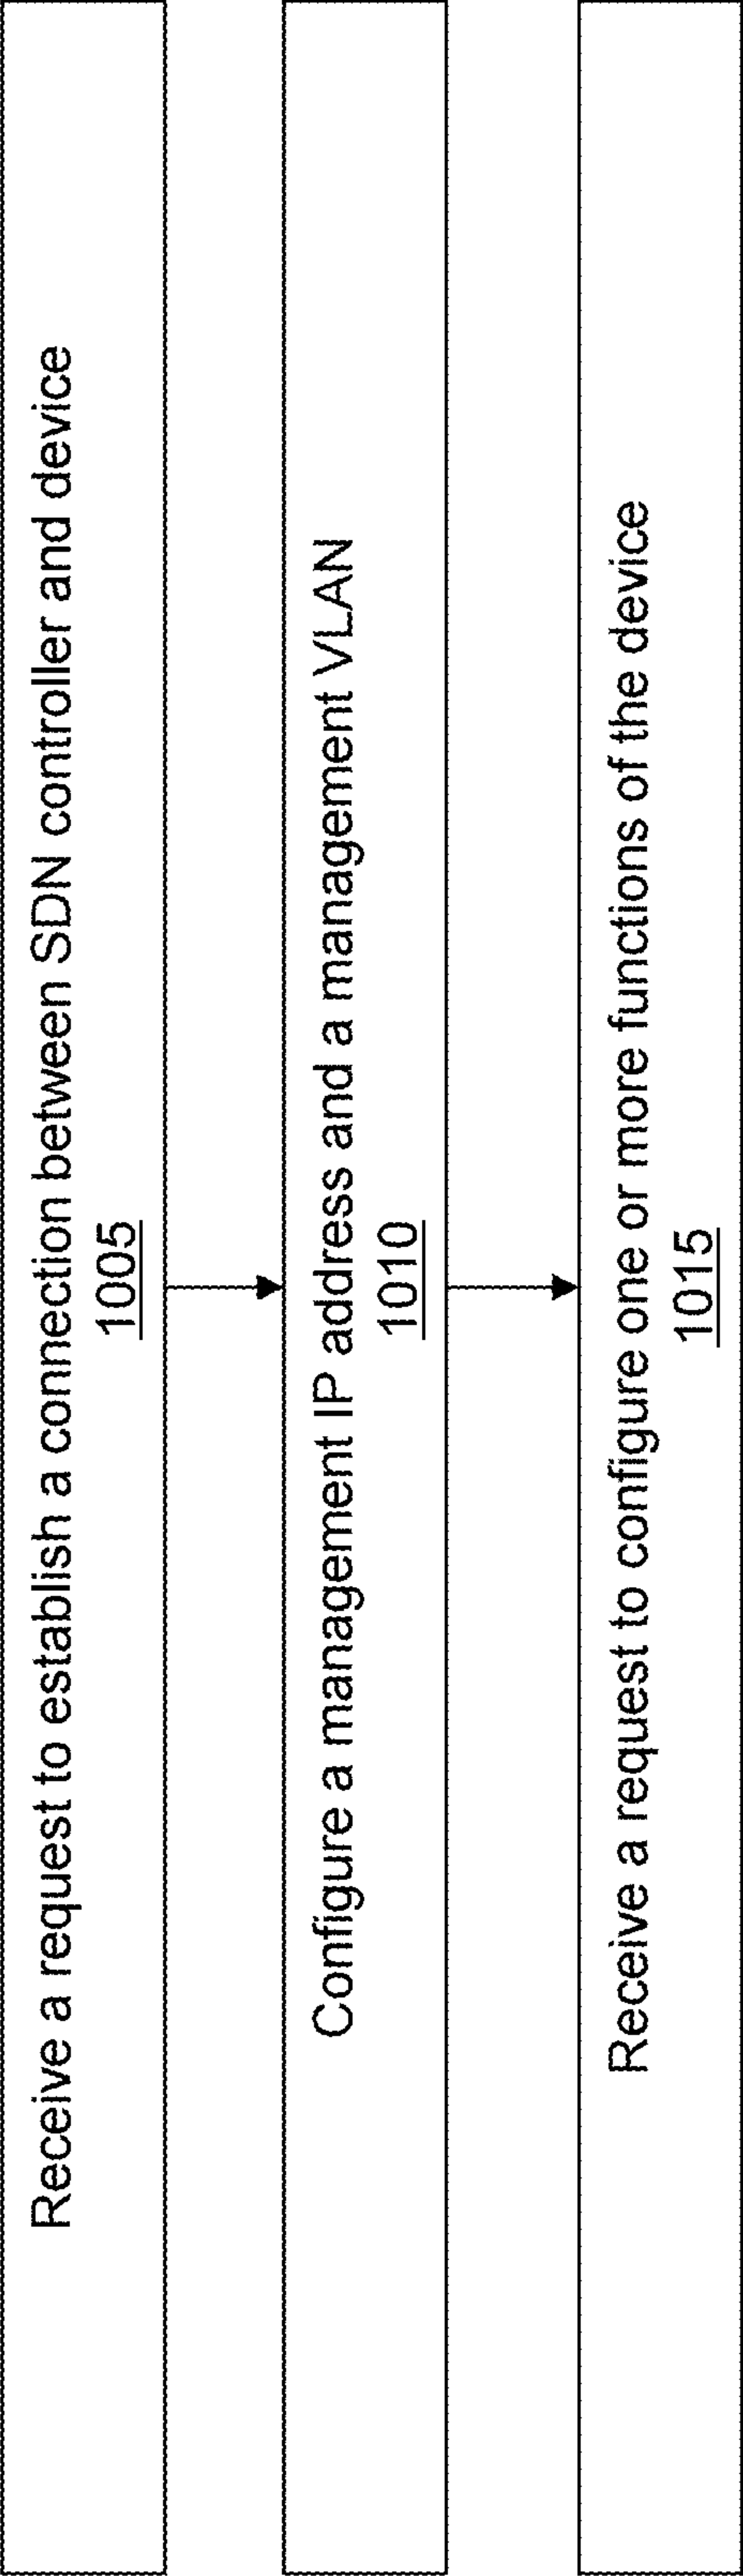 Receive a request to establish a connection between SDN controller and device
1005
Configure a management IP address and a management VLAN
1010
Receive a request to configure one or more functions of the device
1015